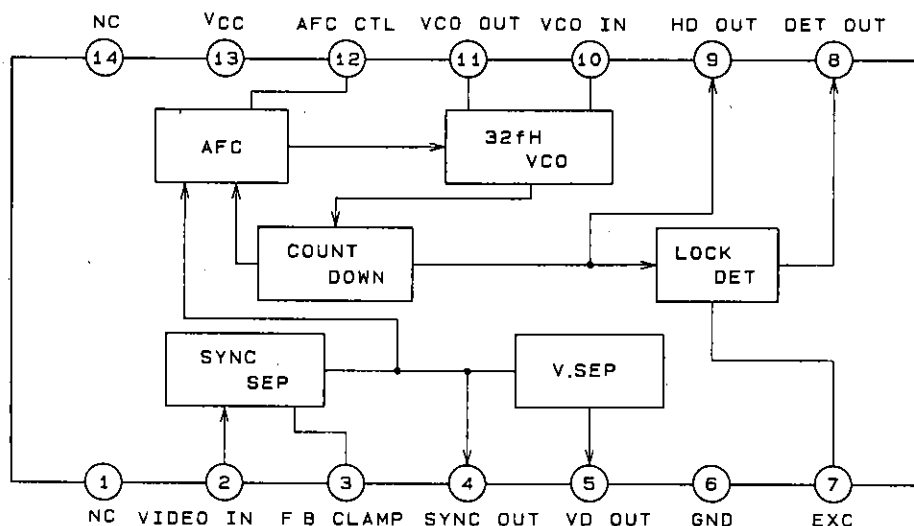 NC VCC AFC CTL VCO OUT VCO IN HD OUT DET OUT
14 13 12 11 10 9 8
AFC
32fH
VCO
COUNT
DOWN
LOCK
DET
SYNC
SEP
V.SEP
1 2 3 4 5 6 7
NC VIDEO IN F B CLAMP SYNC OUT VD OUT GND EXC